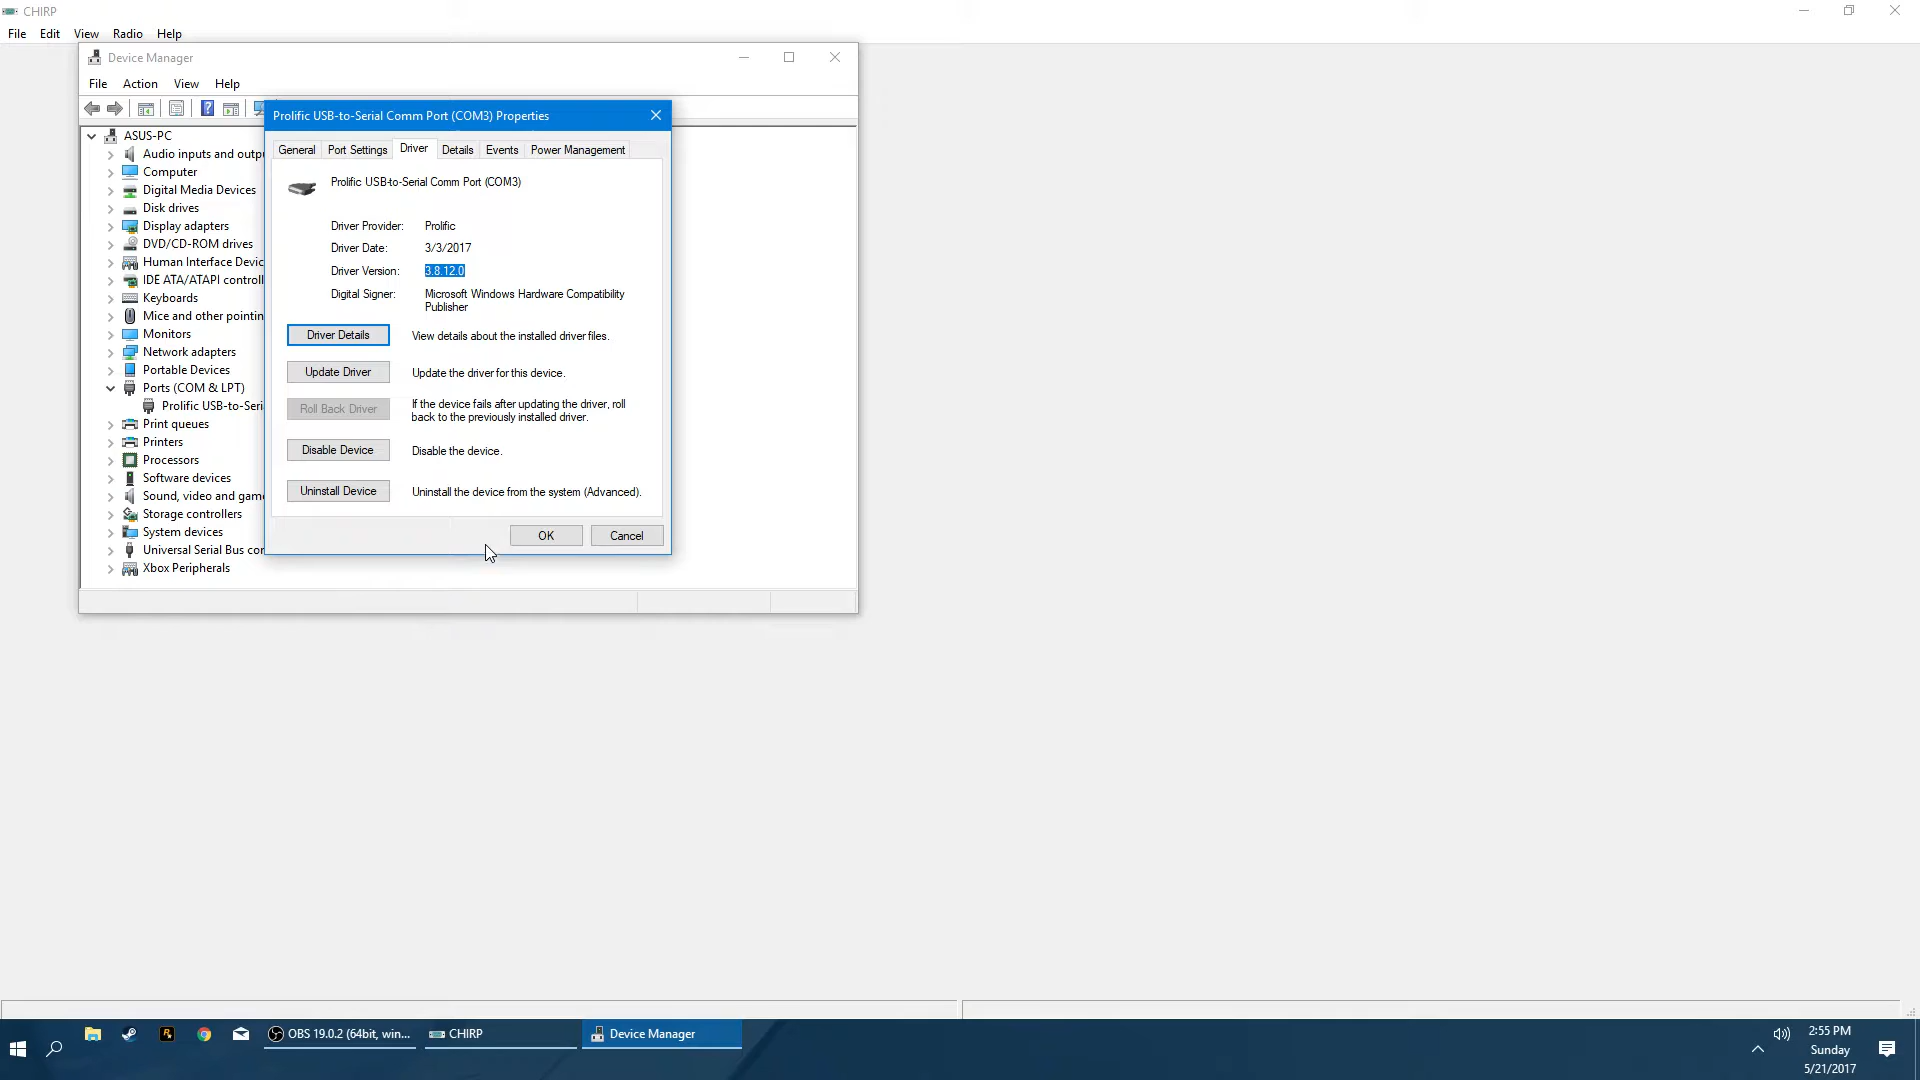 CHIRP
File Edit View Radio Help
Device Manager
File Action View Help
Prolific USB-to-Serial Comm Port (COM3) Properties
General Port Settings Driver Details Events Power Management
Prolific USB-to-Serial Comm Port (COM3)
Driver Provider: Prolific
Driver Date: 3/3/2017
Driver Version: 3.8.12.0
Digital Signer: Microsoft Windows Hardware Compatibility
Publisher
Driver Details View details about the installed driver files.
Update Driver Update the driver for this device.
Roll Back Driver If the device fails after updating the driver, roll
back to the previously installed driver.
Disable Device Disable the device.
Uninstall Device Uninstall the device from the system (Advanced).
OK Cancel
ASUS-PC
Audio inputs and outpu
Computer
Digital Media Devices
Disk drives
Display adapters
DVD/CD-ROM drives
Human Interface Devic
IDE ATA/ATAPI controll
Keyboards
Mice and other pointin
Monitors
Network adapters
Portable Devices
Ports (COM & LPT)
Prolific USB-to-Seri
Print queues
Printers
Processors
Software devices
Sound, video and game
Storage controllers
System devices
Universal Serial Bus con
Xbox Peripherals
OBS 19.0.2 (64bit, win... CHIRP Device Manager
2:55 PM
Sunday
5/21/2017